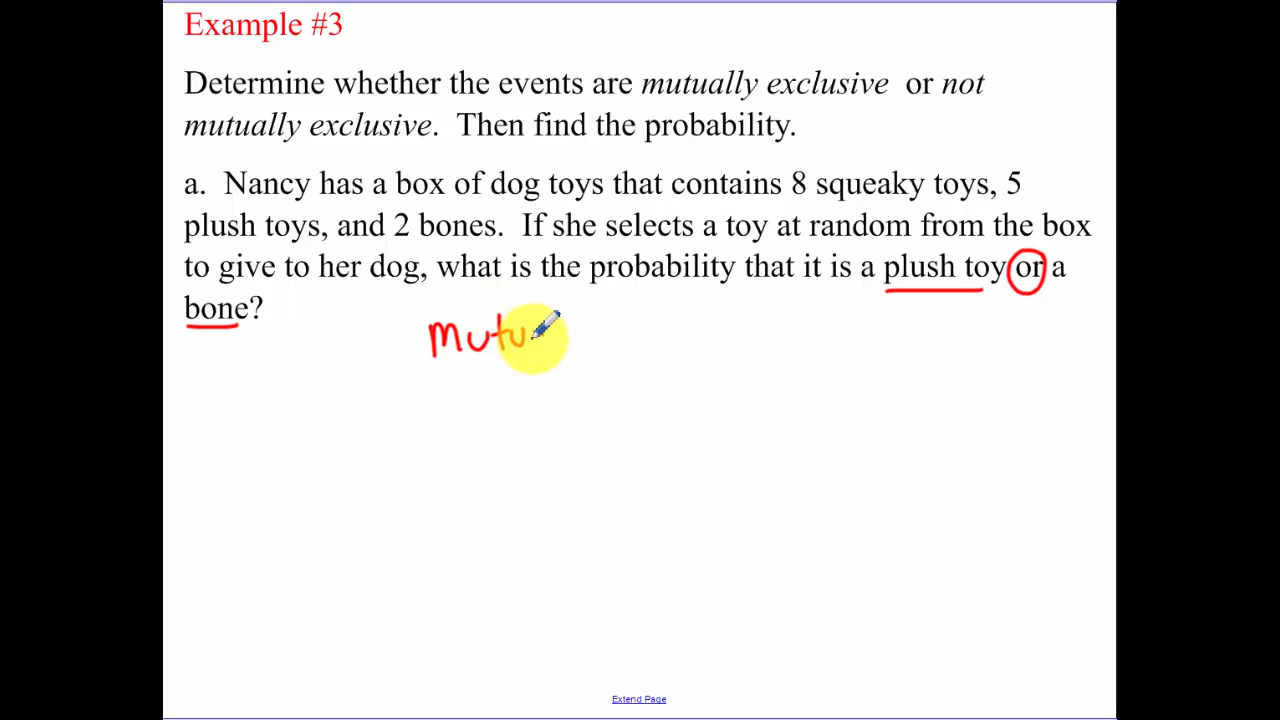 Example #3
Determine whether the events are mutually exclusive or not
mutually exclusive. Then find the probability.
a. Nancy has a box of dog toys that contains 8 squeaky toys, 5
plush toys, and 2 bones. If she selects a toy at random from the box
to give to her dog, what is the probability that it is a plush toy or a
bone?
mutu
Extend Page